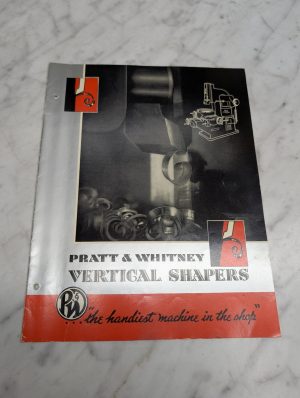 PRATT & WHITNEY
VERTICAL SHAPERS
P&W
"the handiest machine in the shop"